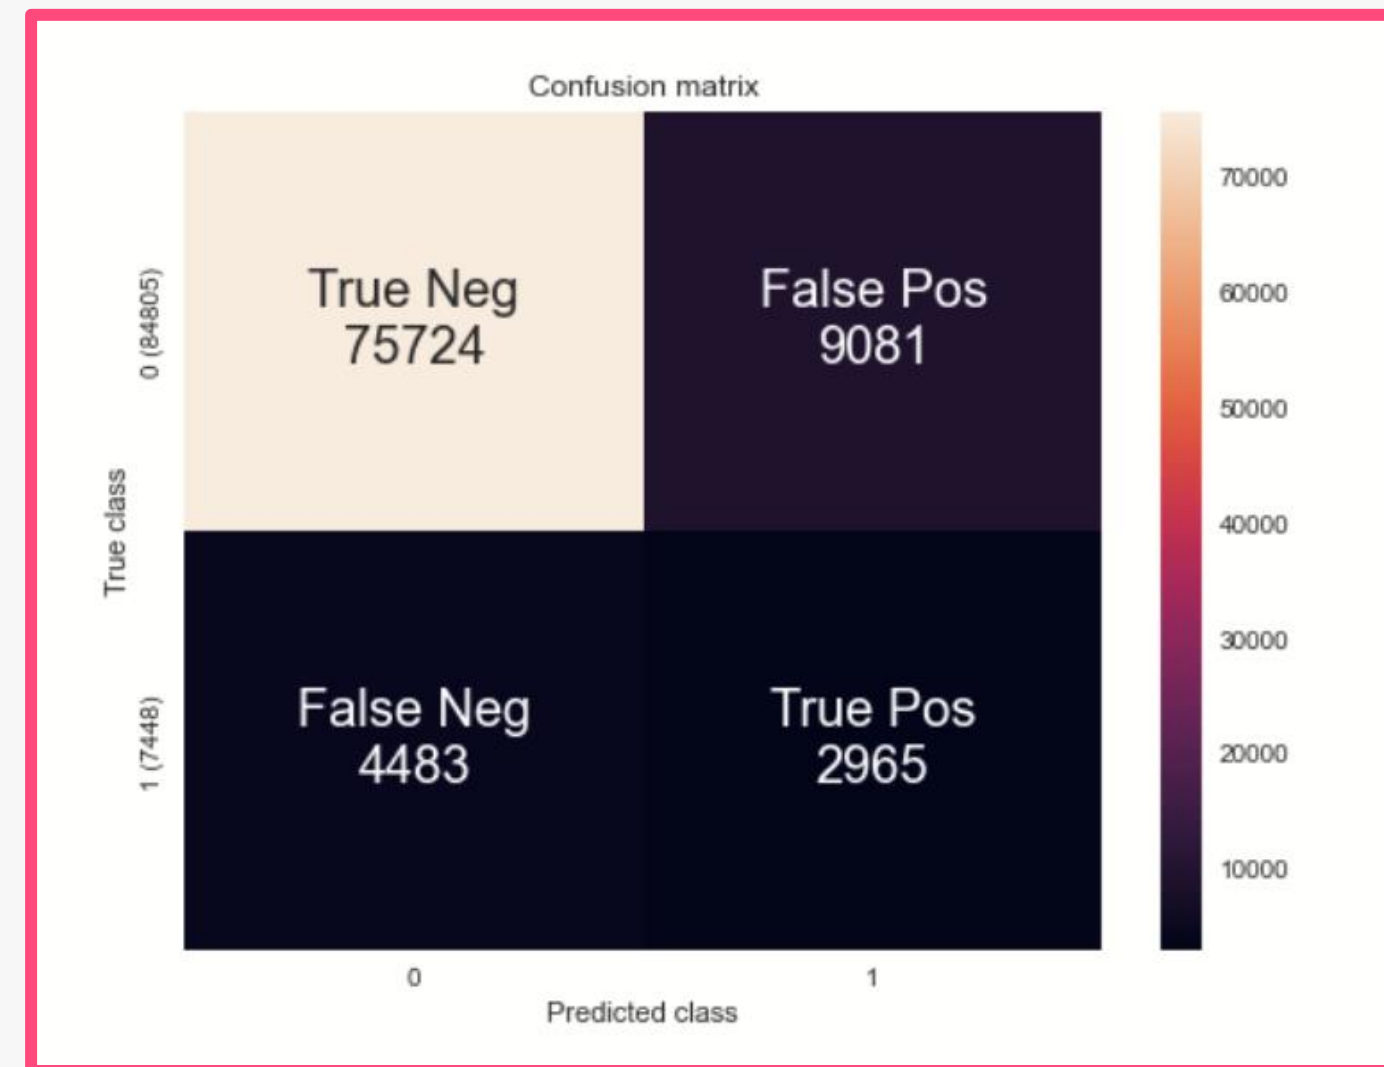 Confusion matrix
True Neg
75724
False Pos
9081
False Neg
4483
True Pos
2965
True class
0 (84805)
1 (7448)
0
1
Predicted class
70000
60000
50000
40000
30000
20000
10000